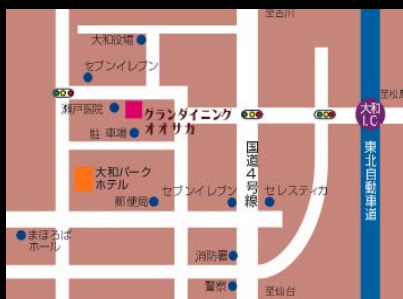 至古川
大和役場
セブンイレブン
至松島
瀬戸医院
グランダイニング
オオサカ
大和
I.C
駐車場
国道4号線
東北自動車道
大和パーク
ホテル
セブンイレブン
セレスティカ
郵便局
まほろば
ホール
消防署
警察
至仙台